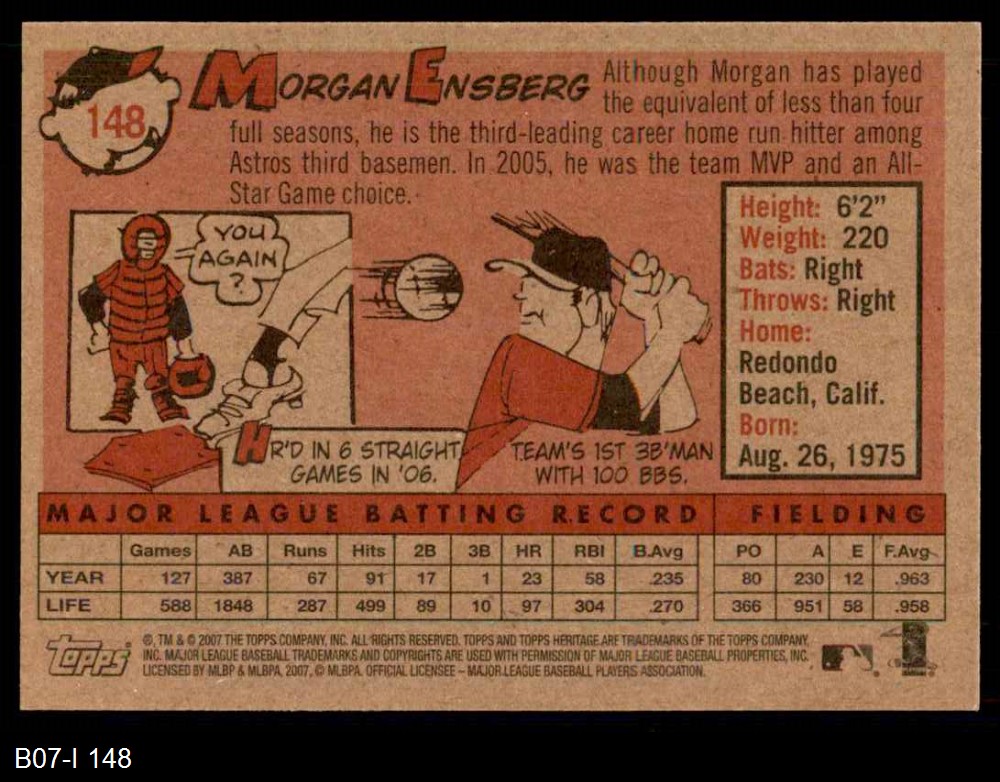 148
MORGAN ENSBERG
Although Morgan has played
the equivalent of less than four
full seasons, he is the third-leading career home run hitter among
Astros third basemen. In 2005, he was the team MVP and an All-
Star Game choice.
YOU
AGAIN
?
HR'D IN 6 STRAIGHT
GAMES IN '06.
TEAM'S 1ST 3B'MAN
WITH 100 BBS.
Height: 6'2"
Weight: 220
Bats: Right
Throws: Right
Home:
Redondo
Beach, Calif.
Born:
Aug. 26, 1975
MAJOR LEAGUE BATTING RECORD FIELDING
Games AB Runs Hits 2B 3B HR RBI B.Avg PO A E F.Avg
YEAR 127 387 67 91 17 1 23 58 .235 80 230 12 .963
LIFE 588 1848 287 499 89 10 97 304 .270 366 951 58 .958
Topps
®, TM & © 2007 THE TOPPS COMPANY, INC. ALL RIGHTS RESERVED. TOPPS AND TOPPS HERITAGE ARE TRADEMARKS OF THE TOPPS COMPANY,
INC. MAJOR LEAGUE BASEBALL TRADEMARKS AND COPYRIGHTS ARE USED WITH PERMISSION OF MAJOR LEAGUE BASEBALL PROPERTIES, INC.
LICENSED BY MLBP & MLBPA, 2007, © MLBPA OFFICIAL LICENSEE – MAJOR LEAGUE BASEBALL PLAYERS ASSOCIATION.
B07-I 148